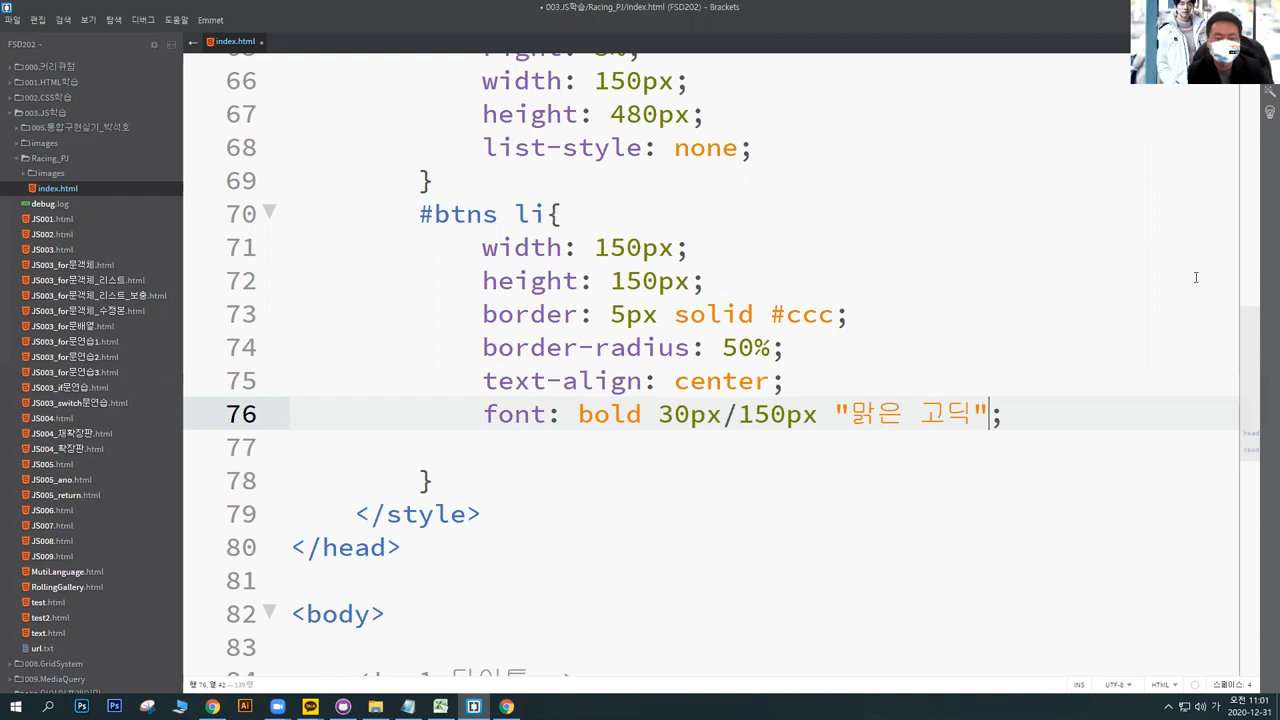 003.JS학습/Racing_PJ/index.html (FSD202) - Brackets
파일 편집 검색 보기 탐색 디버그 도움말 Emmet
FSD202
index.html
000.커리큐럼
001.HTML학습
002.CSS학습
003.JS학습
005.통합구현실기_박석호
images
Racing_PJ
images
index.html
debug.log
JS001.html
JS002.html
JS003.html
JS003_for문객체.html
JS003_for문객체_리스트.html
JS003_for문객체_리스트_보충.html
JS003_for문객체_수정본.html
JS003_for문배열.html
JS003_for문연습1.html
JS003_for문연습2.html
JS003_for문연습3.html
JS003_if문연습.html
JS003_switch문연습.html
JS004.html
JS004_재확장판.html
JS004_확장판.html
JS005.html
JS005_ano.html
JS005_return.html
JS006.html
JS007.html
JS008.html
JS009.html
MutiLanguage.html
RollingGallery.html
test.html
test2.html
text.html
url.txt
008.GridSystem
009.MediaQuery
66 width: 150px;
67 height: 480px;
68 list-style: none;
69 }
70 #btns li{
71 width: 150px;
72 height: 150px;
73 border: 5px solid #ccc;
74 border-radius: 50%;
75 text-align: center;
76 font: bold 30px/150px "맑은 고딕";
77
78 }
79 </style>
80 </head>
81
82 <body>
83
head
body
행 76, 열 42 — 139 행
INS UTF-8 HTML 스페이스: 4
가 오전 11:01
2020-12-31